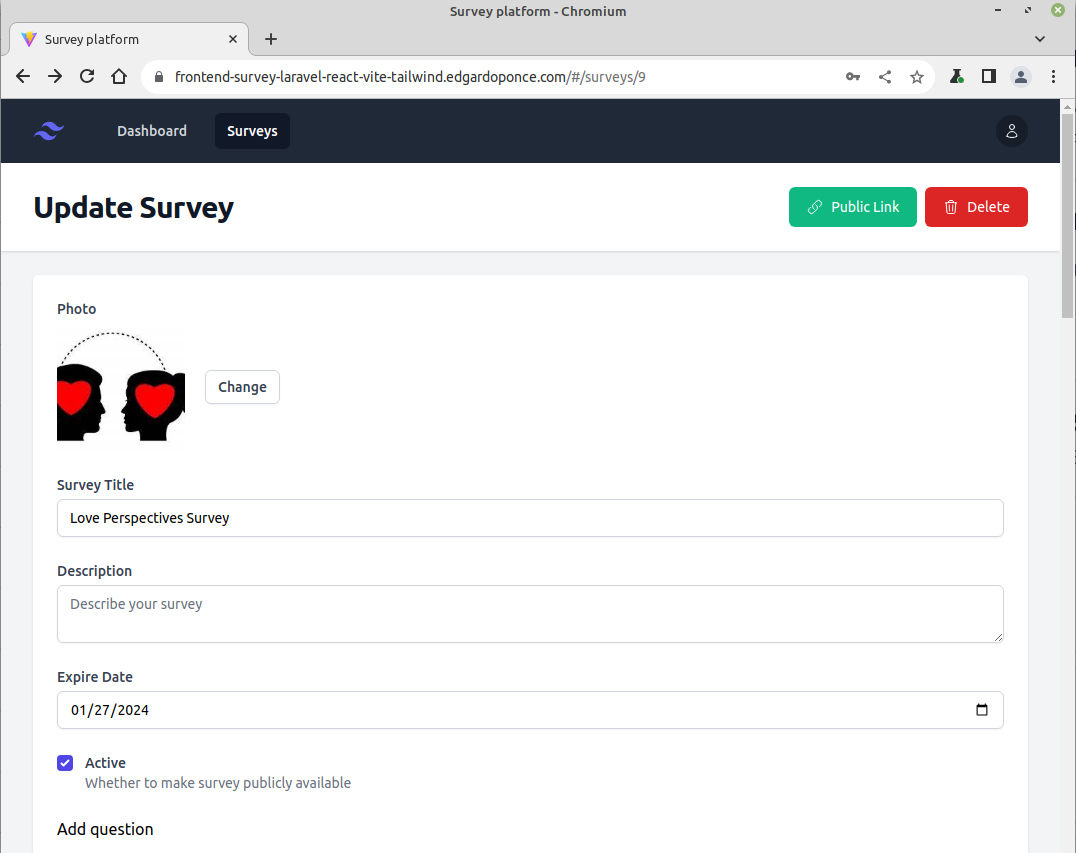 Survey platform - Chromium
Survey platform
frontend-survey-laravel-react-vite-tailwind.edgardoponce.com/#/surveys/9
Dashboard
Surveys
Update Survey
Public Link
Delete
Photo
Change
Survey Title
Love Perspectives Survey
Description
Describe your survey
Expire Date
01/27/2024
Active
Whether to make survey publicly available
Add question